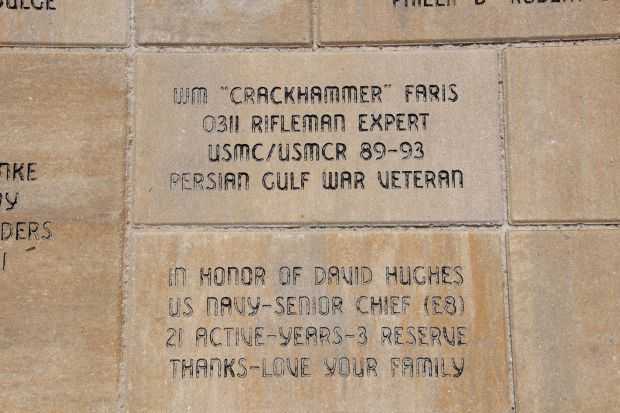 WM "CRACKHAMMER" FARIS
0311 RIFLEMAN EXPERT
USMC/USMCR 89-93
PERSIAN GULF WAR VETERAN
IN HONOR OF DAVID HUGHES
US NAVY-SENIOR CHIEF (E8)
21 ACTIVE-YEARS-3 RESERVE
THANKS-LOVE YOUR FAMILY